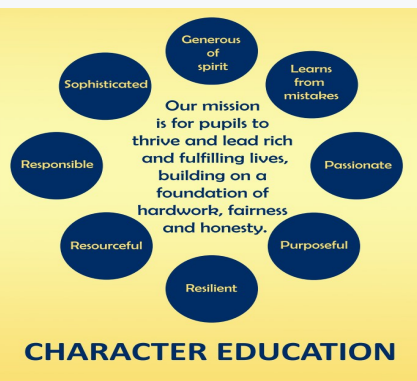 Generous
of
spirit
Learns
from
mistakes
Passionate
Purposeful
Resilient
Resourceful
Responsible
Sophisticated
Our mission
is for pupils to
thrive and lead rich
and fulfilling lives,
building on a
foundation of
hardwork, fairness
and honesty.
CHARACTER EDUCATION